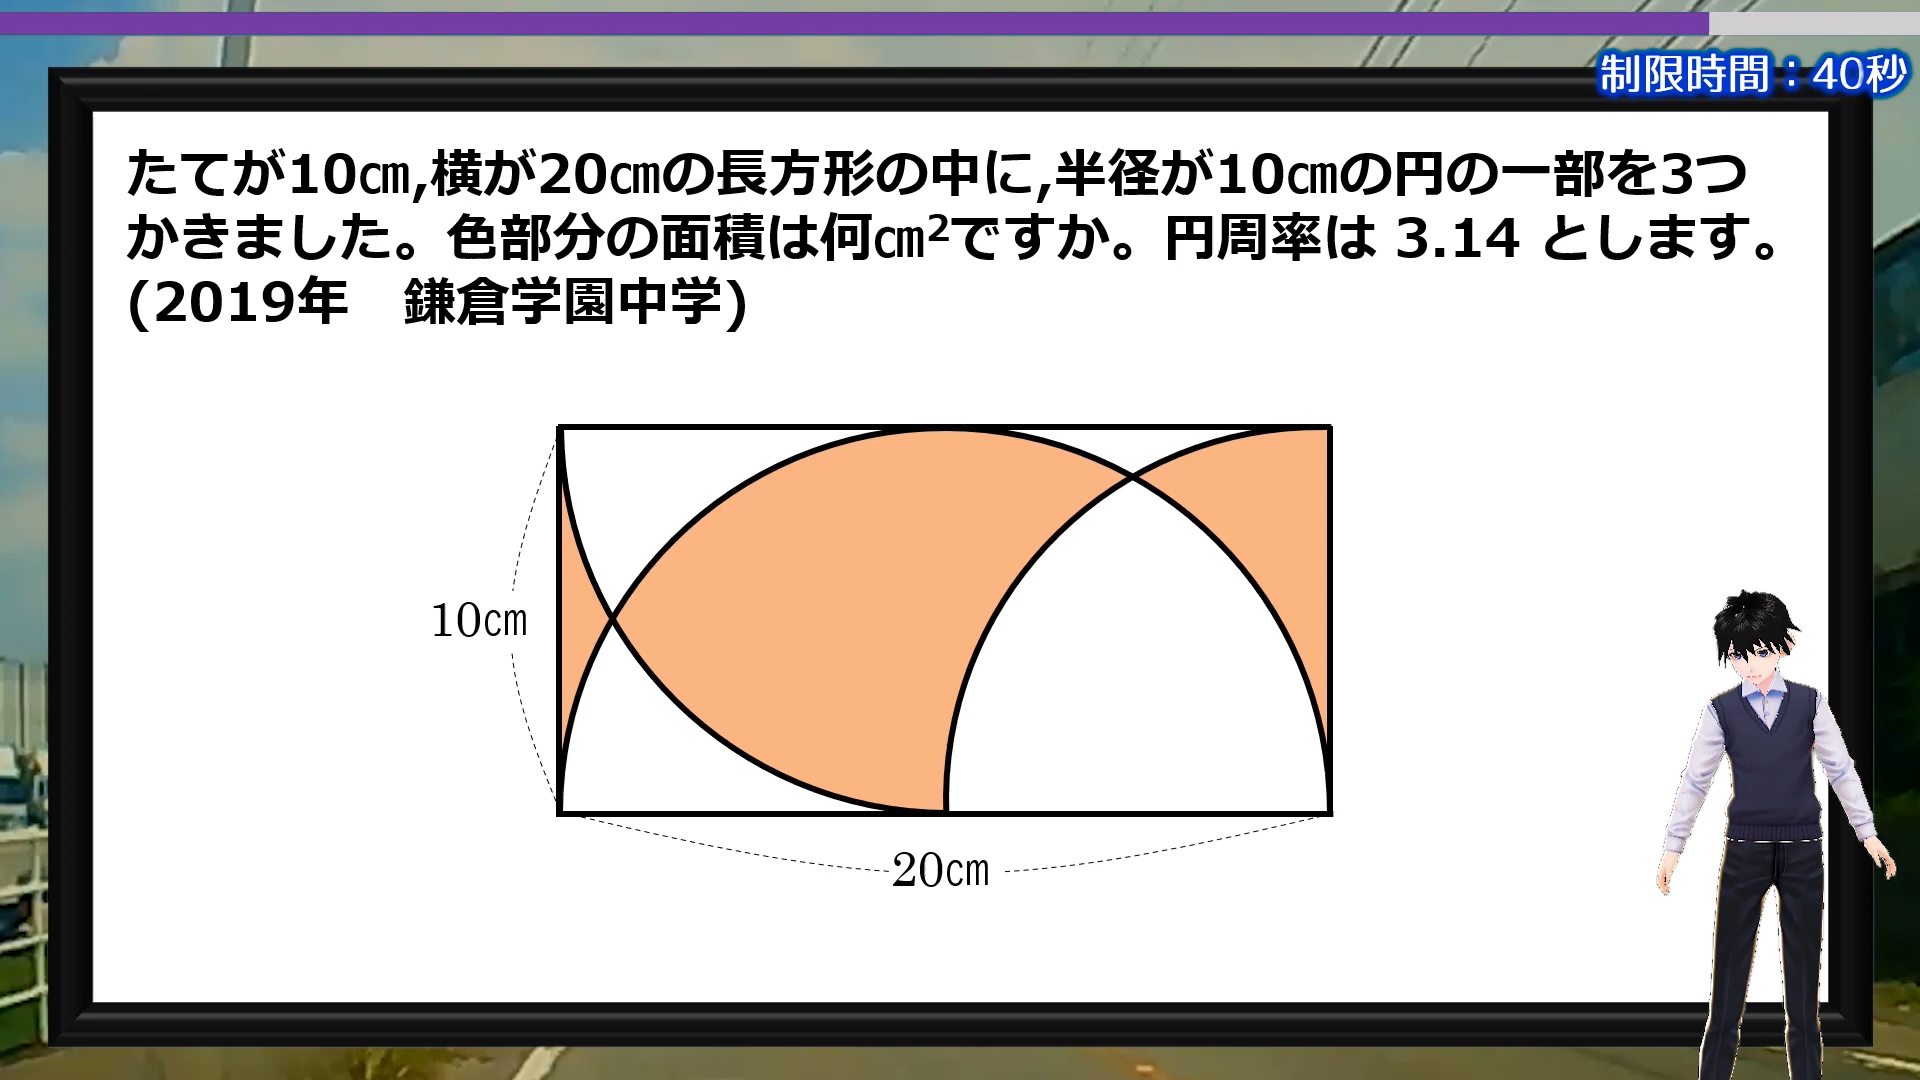 制限時間：40秒
たてが10㎝,横が20㎝の長方形の中に,半径が10㎝の円の一部を3つ
かきました。色部分の面積は何㎝²ですか。円周率は 3.14 とします。
(2019年　鎌倉学園中学)
10㎝
20㎝